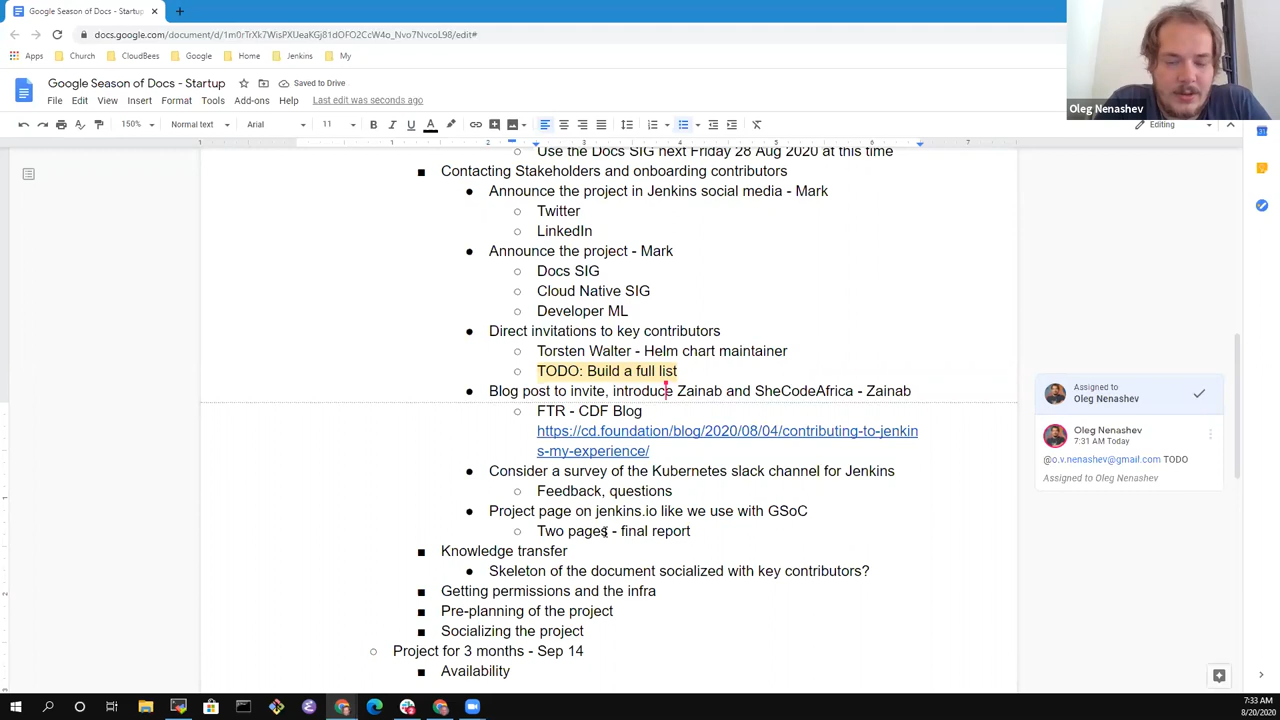 Google Season of Docs - Startup
docs.google.com/document/d/1m0rTrXk7WisPXUeaKGj81dOFO2CcW4o_Nvo7NvcoL98/edit#
Apps Church CloudBees Google Home Jenkins My
Oleg Nenashev
Google Season of Docs - Startup Saved to Drive
File Edit View Insert Format Tools Add-ons Help Last edit was seconds ago
150% Normal text Arial 11 B I U A Editing
1 2 3 4 5 6 7
○ Use the Docs SIG next Friday 28 Aug 2020 at this time
■ Contacting Stakeholders and onboarding contributors
● Announce the project in Jenkins social media - Mark
○ Twitter
○ LinkedIn
● Announce the project - Mark
○ Docs SIG
○ Cloud Native SIG
○ Developer ML
● Direct invitations to key contributors
○ Torsten Walter - Helm chart maintainer
○ TODO: Build a full list
● Blog post to invite, introduce Zainab and SheCodeAfrica - Zainab
○ FTR - CDF Blog
https://cd.foundation/blog/2020/08/04/contributing-to-jenkin
s-my-experience/
● Consider a survey of the Kubernetes slack channel for Jenkins
○ Feedback, questions
● Project page on jenkins.io like we use with GSoC
○ Two pages - final report
■ Knowledge transfer
● Skeleton of the document socialized with key contributors?
■ Getting permissions and the infra
■ Pre-planning of the project
■ Socializing the project
○ Project for 3 months - Sep 14
■ Availability
Assigned to
Oleg Nenashev
Oleg Nenashev
7:31 AM Today
@o.v.nenashev@gmail.com TODO
Assigned to Oleg Nenashev
7:33 AM
8/20/2020